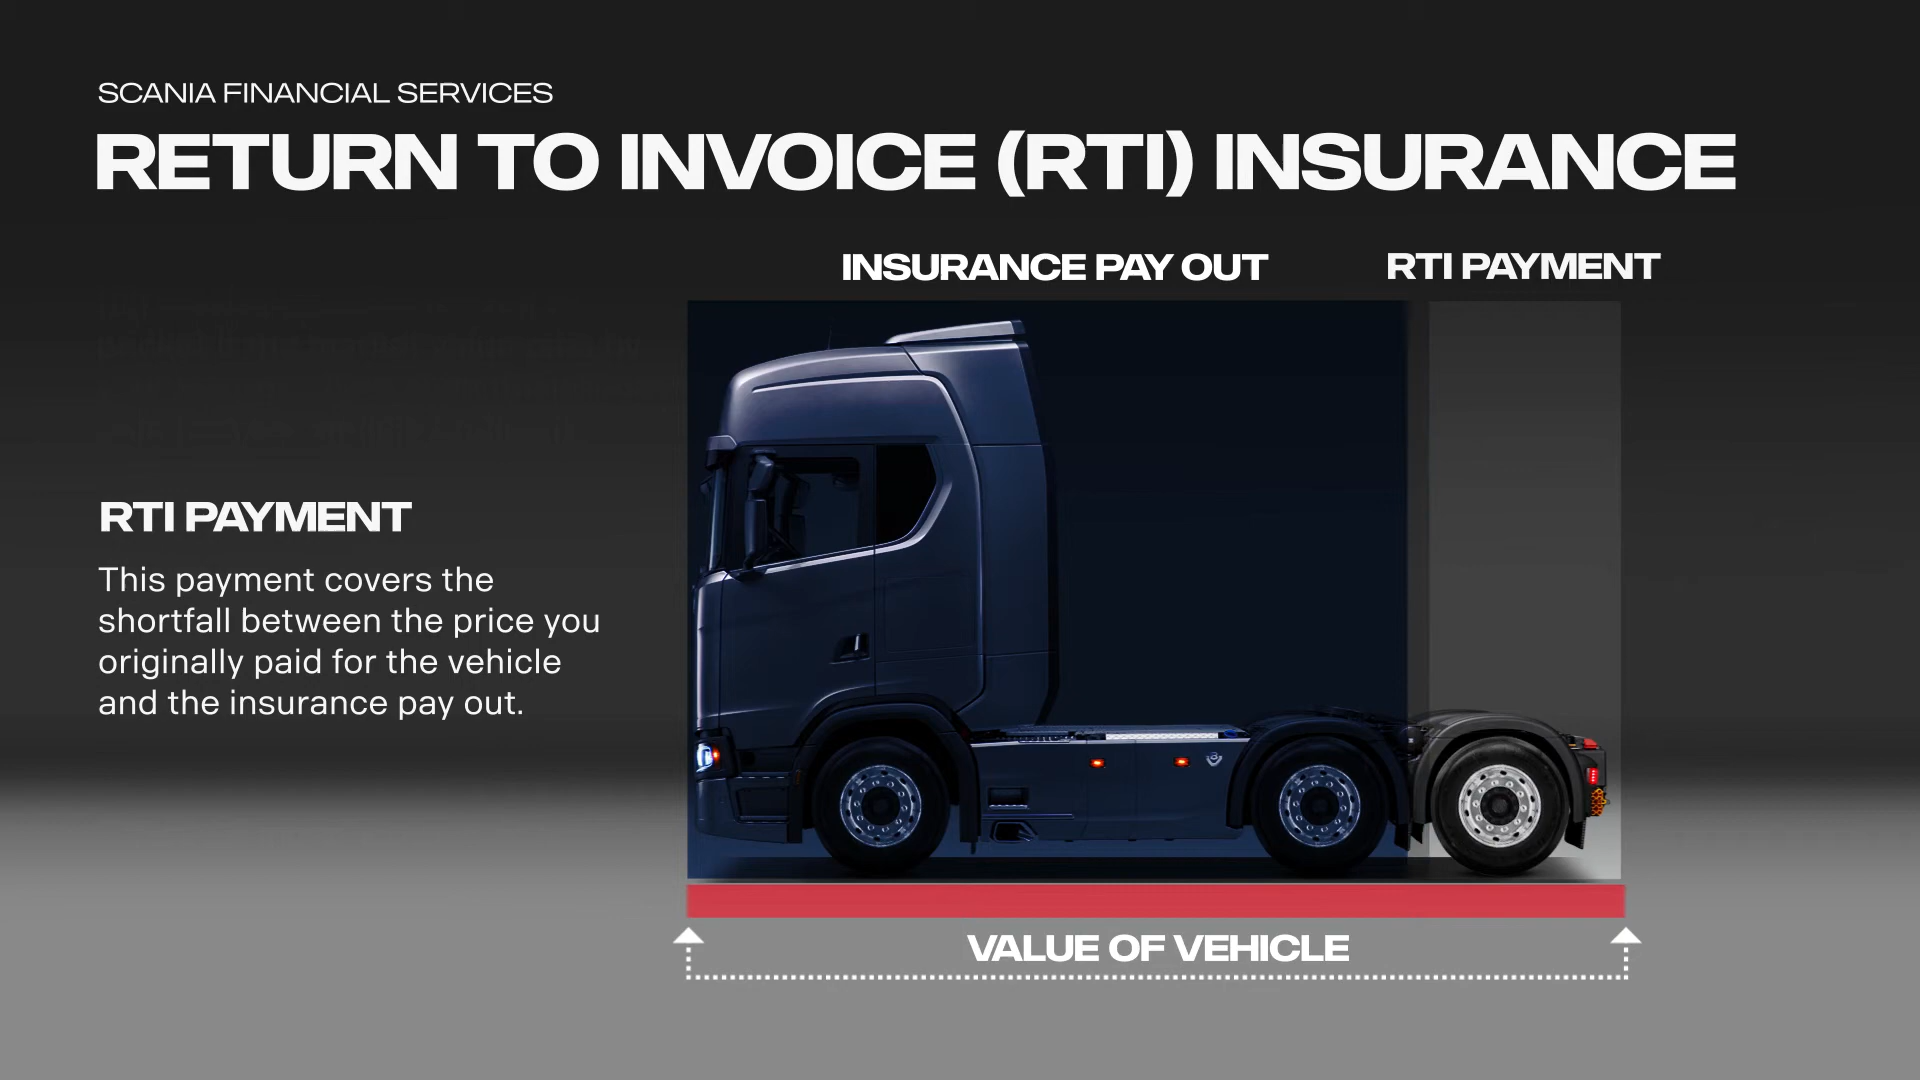 SCANIA FINANCIAL SERVICES
RETURN TO INVOICE (RTI) INSURANCE
INSURANCE PAY OUT
RTI PAYMENT
RTI PAYMENT
This payment covers the
shortfall between the price you
originally paid for the vehicle
and the insurance pay out.
VALUE OF VEHICLE